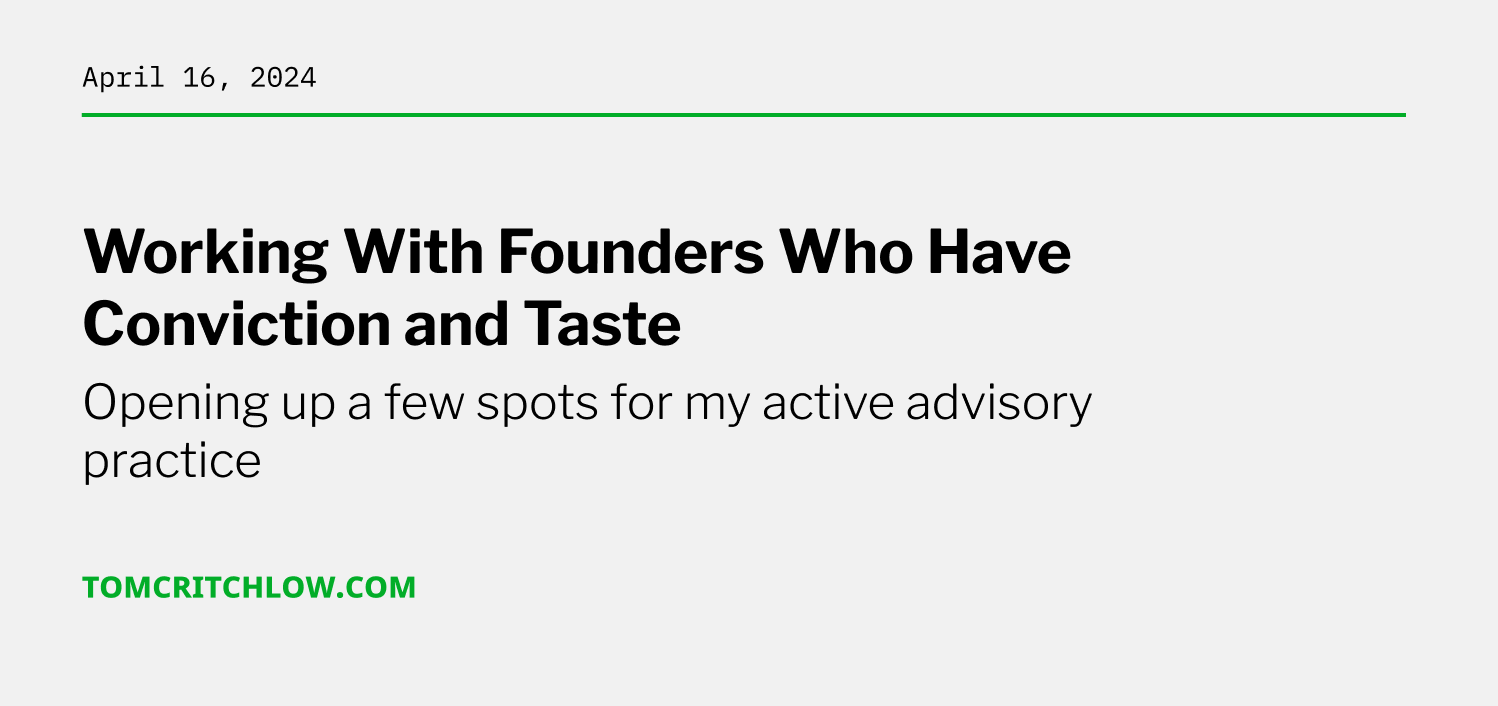 April 16, 2024
Working With Founders Who Have
Conviction and Taste
Opening up a few spots for my active advisory
practice
TOMCRITCHLOW.COM